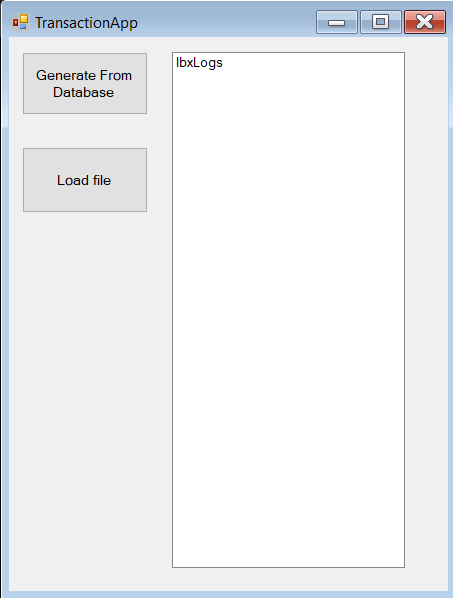 TransactionApp
Generate From
Database
Load file
lbxLogs